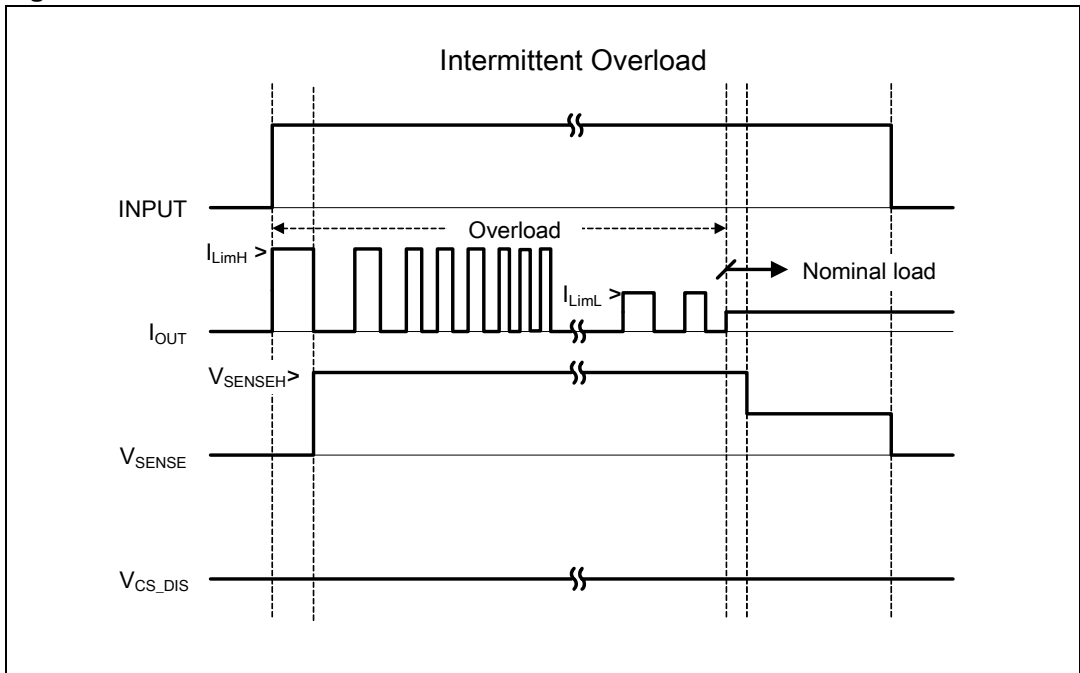 Intermittent Overload
INPUT
Overload
I_LimH >
Nominal load
I_LimL >
I_OUT
V_SENSEH>
V_SENSE
V_CS_DIS